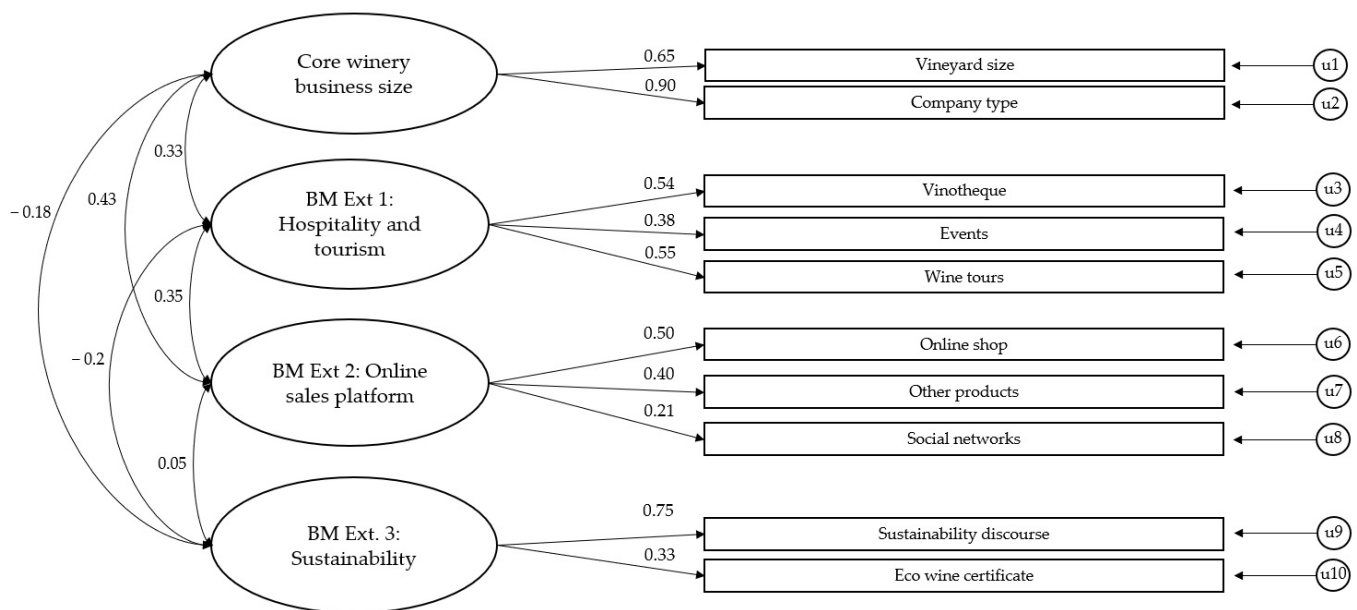 Core winery
business size
0.65
Vineyard size
u1
0.90
Company type
u2
0.33
– 0.18
0.43
BM Ext 1:
Hospitality and
tourism
0.54
Vinotheque
u3
0.38
Events
u4
0.55
Wine tours
u5
0.35
– 0.2
BM Ext 2: Online
sales platform
0.50
Online shop
u6
0.40
Other products
u7
0.21
Social networks
u8
0.05
BM Ext. 3:
Sustainability
0.75
Sustainability discourse
u9
0.33
Eco wine certificate
u10